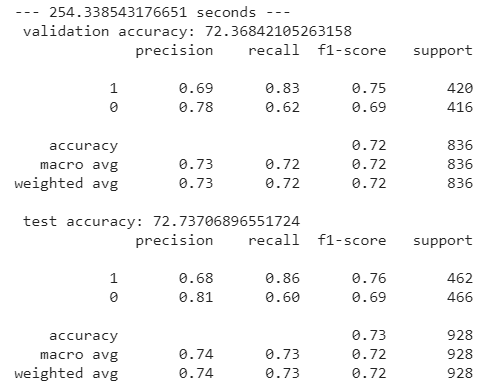 --- 254.338543176651 seconds ---
validation accuracy: 72.36842105263158
precision recall f1-score support
1 0.69 0.83 0.75 420
0 0.78 0.62 0.69 416
accuracy 0.72 836
macro avg 0.73 0.72 0.72 836
weighted avg 0.73 0.72 0.72 836
test accuracy: 72.73706896551724
precision recall f1-score support
1 0.68 0.86 0.76 462
0 0.81 0.60 0.69 466
accuracy 0.73 928
macro avg 0.74 0.73 0.72 928
weighted avg 0.74 0.73 0.72 928